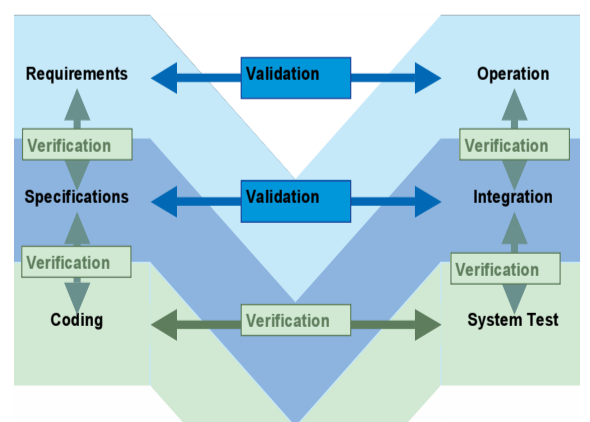 Requirements
Validation
Operation
Verification
Verification
Specifications
Validation
Integration
Verification
Verification
Coding
Verification
System Test